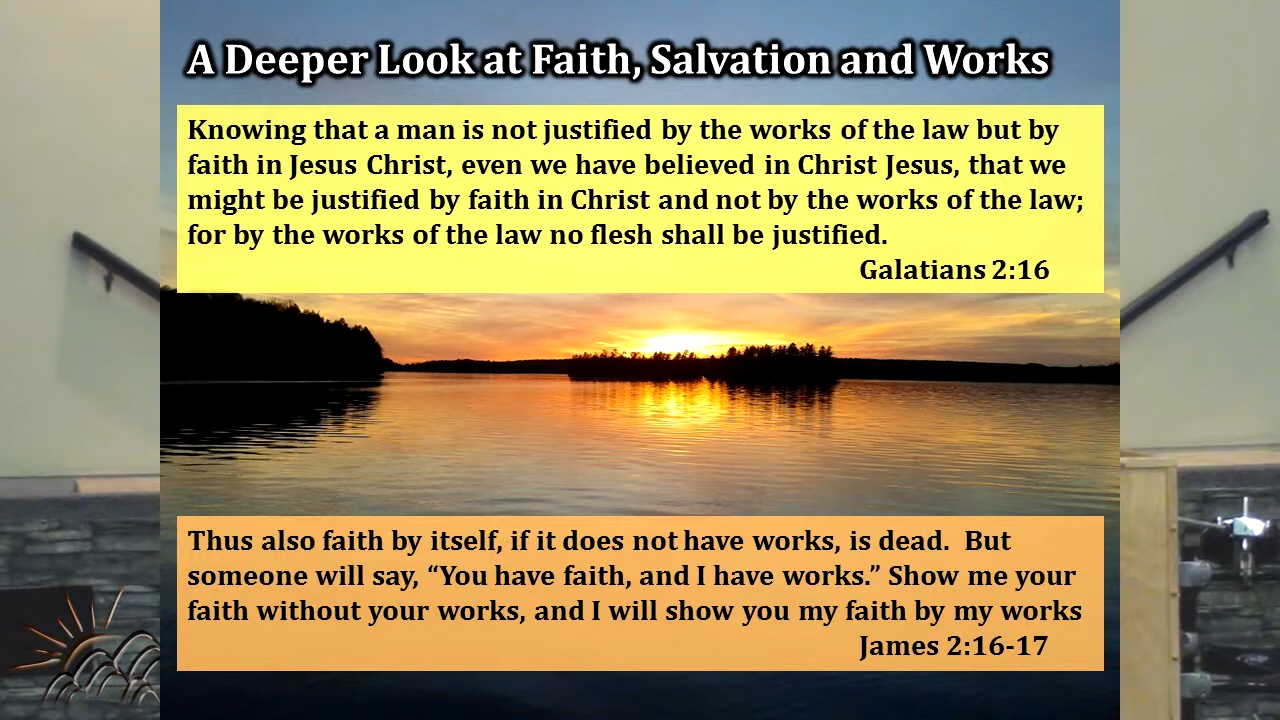 A Deeper Look at Faith, Salvation and Works
Knowing that a man is not justified by the works of the law but by
faith in Jesus Christ, even we have believed in Christ Jesus, that we
might be justified by faith in Christ and not by the works of the law;
for by the works of the law no flesh shall be justified.
Galatians 2:16
Thus also faith by itself, if it does not have works, is dead.  But
someone will say, “You have faith, and I have works.” Show me your
faith without your works, and I will show you my faith by my works
James 2:16-17